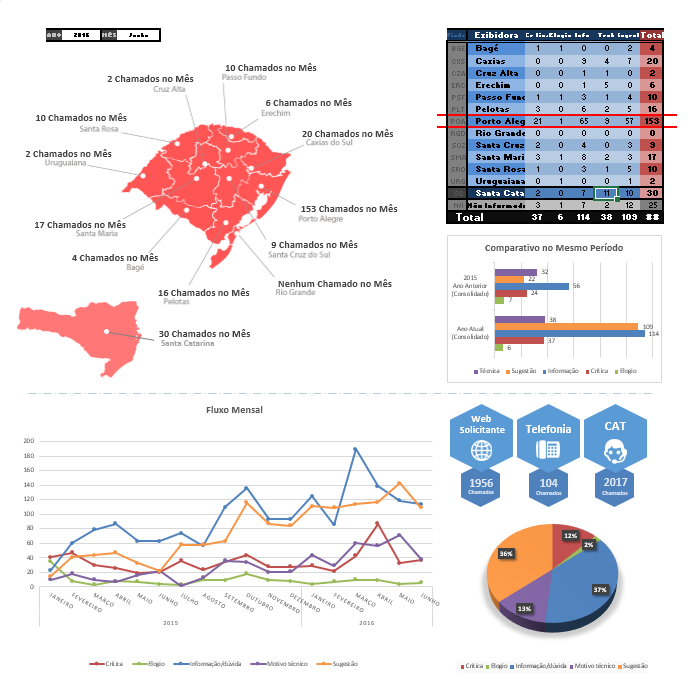 ANO 2016 MÊS Junho
10 Chamados no Mês
Passo Fundo
2 Chamados no Mês
Cruz Alta
6 Chamados no Mês
Erechim
10 Chamados no Mês
Santa Rosa
20 Chamados no Mês
Caxias do Sul
2 Chamados no Mês
Uruguaiana
153 Chamados no Mês
Porto Alegre
17 Chamados no Mês
Santa Maria
9 Chamados no Mês
Santa Cruz do Sul
4 Chamados no Mês
Bagé
Nenhum Chamado no Mês
Rio Grande
16 Chamados no Mês
Pelotas
30 Chamados no Mês
Santa Catarina
Exibidora Total
BGE Bagé 1 1 0 0 2 4
CXS Caxias 0 0 9 4 7 20
CZA Cruz Alta 0 0 1 1 0 2
ERE Erechim 0 0 1 5 0 6
PSF Passo Fund 1 1 3 1 4 10
PLT Pelotas 3 0 6 2 5 16
POA Porto Aleg 21 1 65 9 57 153
RGD Rio Grande 0 0 0 0 0 0
SCZ Santa Cruz 2 0 4 0 3 9
SMA Santa Mari 3 1 8 2 3 17
SRO Santa Rosa 1 0 3 1 5 10
URG Uruguaiana 0 1 0 0 1 2
Santa Cata 2 0 7 11 10 30
Não Informado 3 1 7 2 12 25
Total 37 6 114 38 109 88
Comparativo no Mesmo Período
2015
Ano Anterior
(Consolidado)
32
22
56
24
7
Ano Atual
(Consolidado)
38
109
114
37
6
Técnica Sugestão Informação Crítica Elogio
Fluxo Mensal
200
180
160
140
120
100
80
60
40
20
0
JANEIRO FEVEREIRO MARÇO ABRIL MAIO JUNHO JULHO AGOSTO SETEMBRO OUTUBRO NOVEMBRO DEZEMBRO JANEIRO FEVEREIRO MARÇO ABRIL MAIO JUNHO
2015 2016
Crítica Elogio Informação/dúvida Motivo técnico Sugestão
Web
Solicitante
Telefonia
CAT
1956
Chamados
104
Chamados
2017
Chamados
12%
2%
36%
37%
13%
Crítica Elogio Informação/dúvida Motivo técnico Sugestão